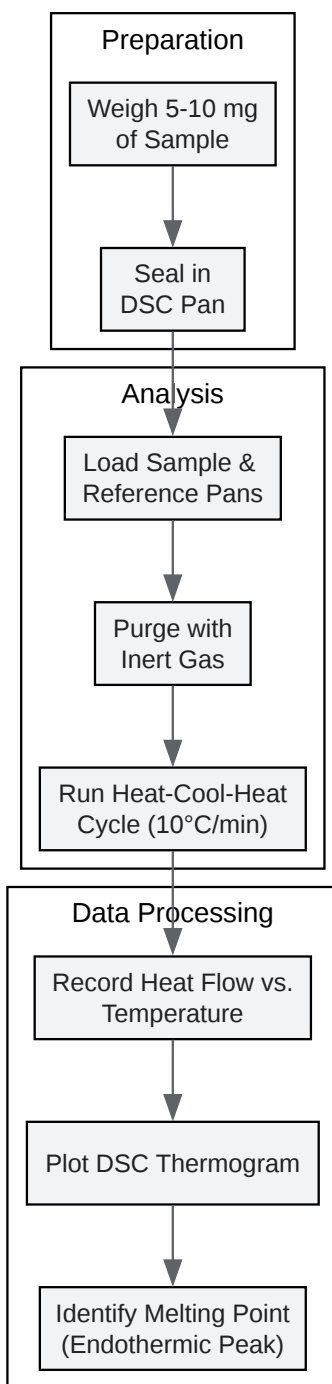 Preparation
Weigh 5-10 mg
of Sample
Seal in
DSC Pan
Analysis
Load Sample &
Reference Pans
Purge with
Inert Gas
Run Heat-Cool-Heat
Cycle (10°C/min)
Data Processing
Record Heat Flow vs.
Temperature
Plot DSC Thermogram
Identify Melting Point
(Endothermic Peak)